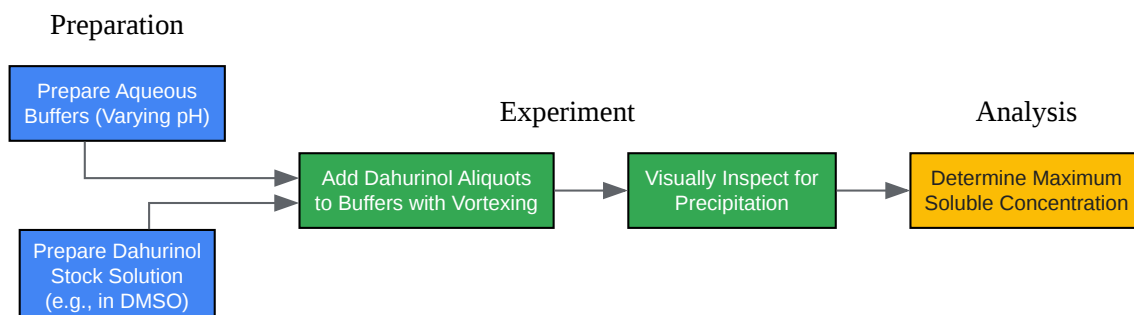 Preparation
Prepare Aqueous
Buffers (Varying pH)
Prepare Dahurinol
Stock Solution
(e.g., in DMSO)
Experiment
Add Dahurinol Aliquots
to Buffers with Vortexing
Visually Inspect for
Precipitation
Analysis
Determine Maximum
Soluble Concentration